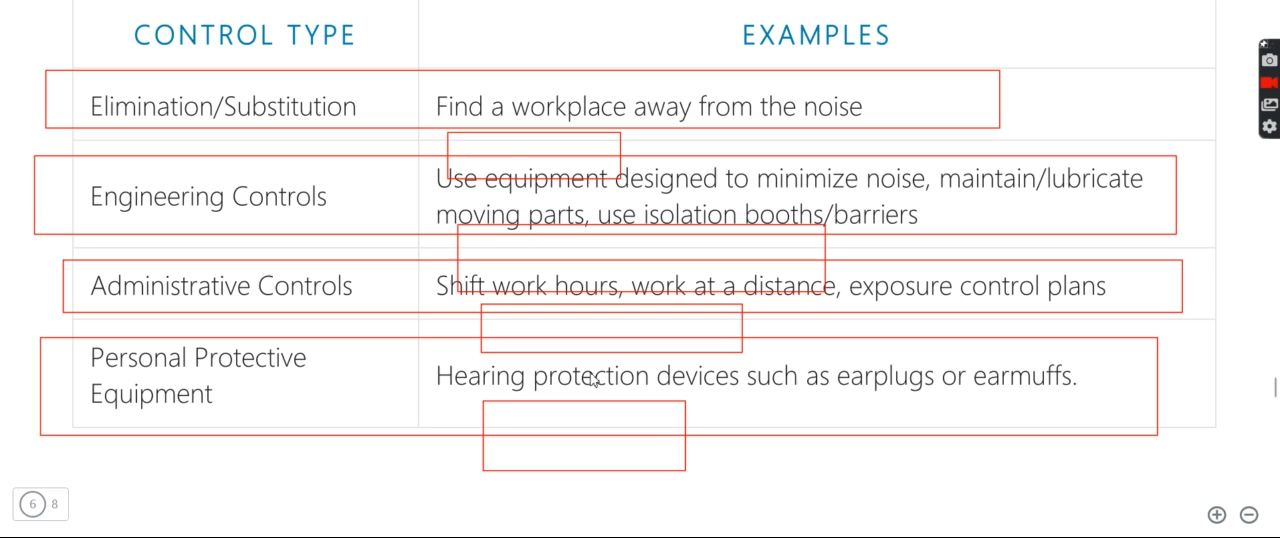 CONTROL TYPE EXAMPLES
Elimination/Substitution Find a workplace away from the noise
Engineering Controls Use equipment designed to minimize noise, maintain/lubricate
moving parts, use isolation booths/barriers
Administrative Controls Shift work hours, work at a distance, exposure control plans
Personal Protective
Equipment Hearing protection devices such as earplugs or earmuffs.
6 8